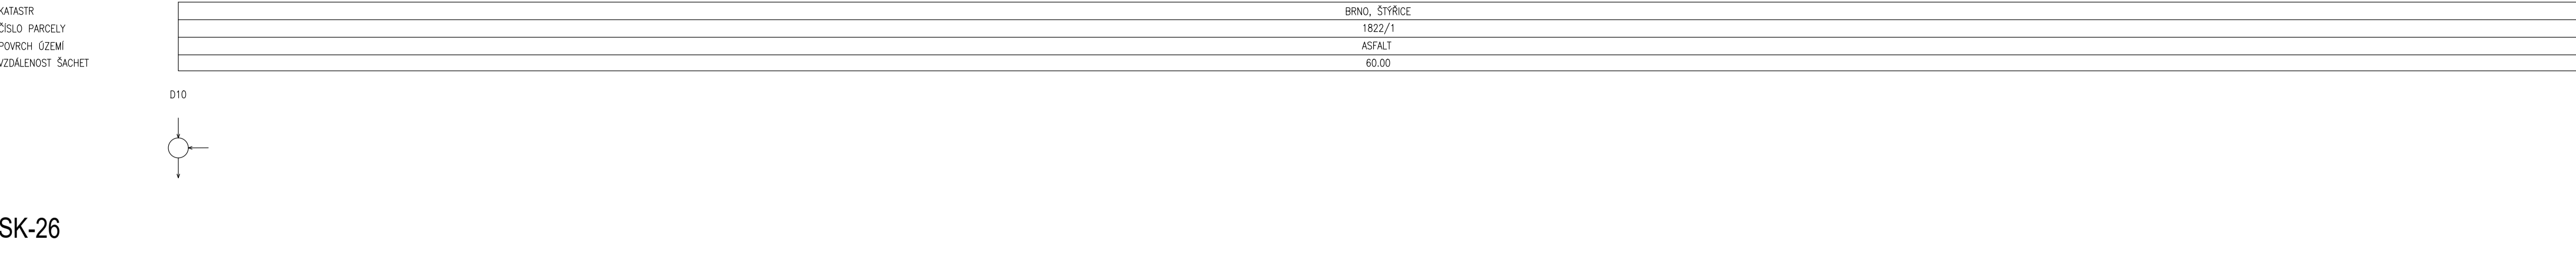 KATASTR BRNO, ŠTÝŘICE
ČÍSLO PARCELY 1822/1
POVRCH ÚZEMÍ ASFALT
VZDÁLENOST ŠACHET 60.00
D10
SK-26